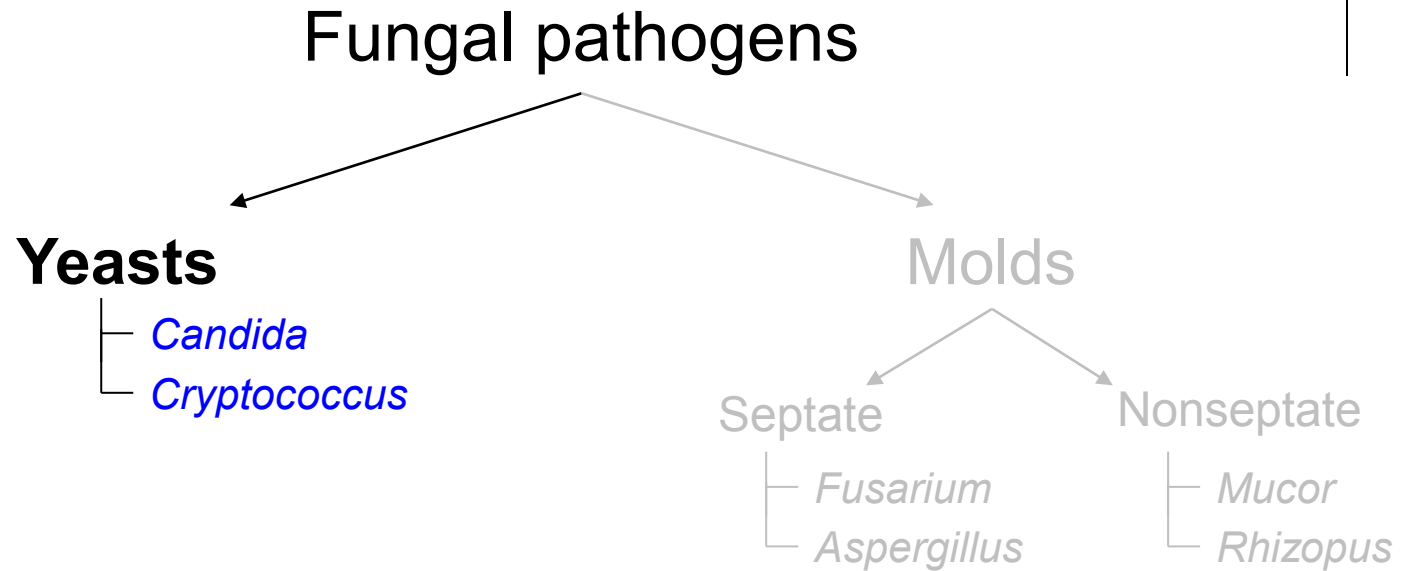 Fungal pathogens
Yeasts
Candida
Cryptococcus
Molds
Septate
Fusarium
Aspergillus
Nonseptate
Mucor
Rhizopus